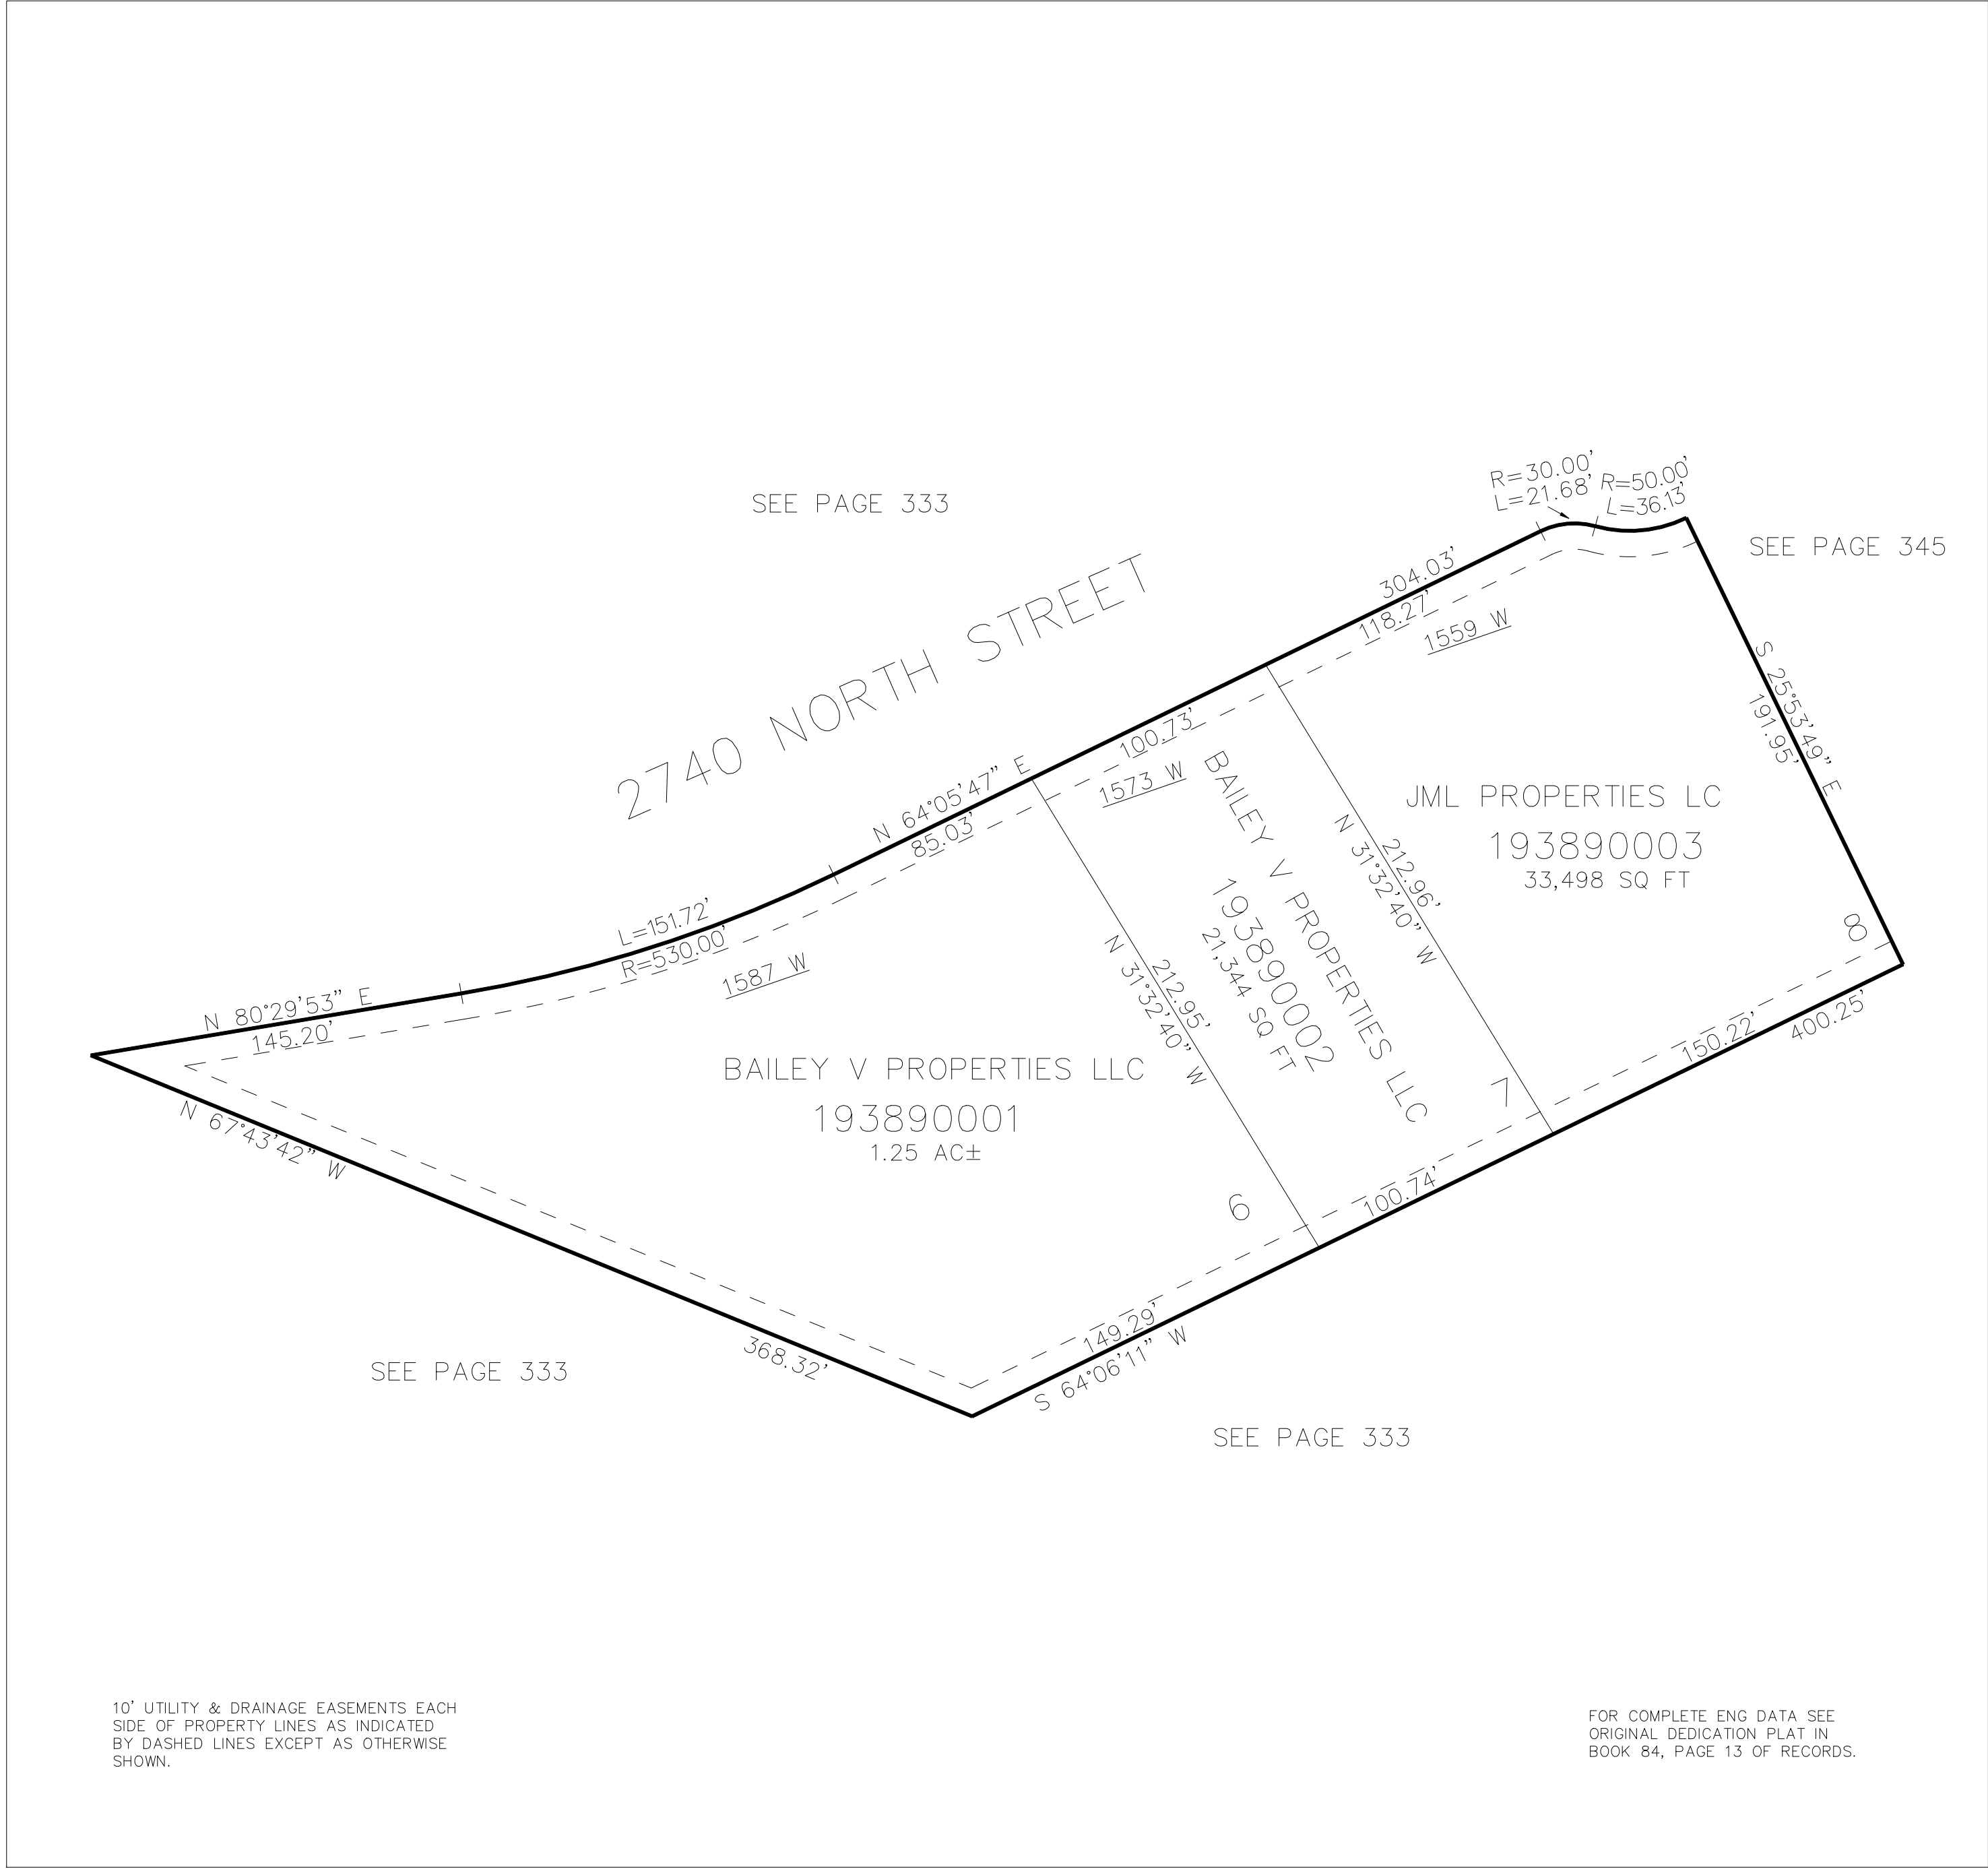 R=30.00'
L=21.68'
R=50.00'
L=36.13'
SEE PAGE 333
SEE PAGE 345
2740 NORTH STREET
304.03'
118.27'
1559 W
S 25°53'49" E
191.95'
100.73'
1573 W
N 64°05'47" E
85.03'
JML PROPERTIES LC
193890003
33,498 SQ FT
8
212.96'
N 31°32'40" W
BAILEY V PROPERTIES LLC
193890002
21,344 SQ FT
7
212.95'
N 31°32'40" W
L=151.72'
R=530.00'
1587 W
N 80°29'53" E
145.20'
BAILEY V PROPERTIES LLC
193890001
1.25 AC±
6
N 67°43'42" W
368.32'
150.22'
400.25'
100.74'
149.29'
S 64°06'11" W
SEE PAGE 333
SEE PAGE 333
10' UTILITY & DRAINAGE EASEMENTS EACH
SIDE OF PROPERTY LINES AS INDICATED
BY DASHED LINES EXCEPT AS OTHERWISE
SHOWN.
FOR COMPLETE ENG DATA SEE
ORIGINAL DEDICATION PLAT IN
BOOK 84, PAGE 13 OF RECORDS.